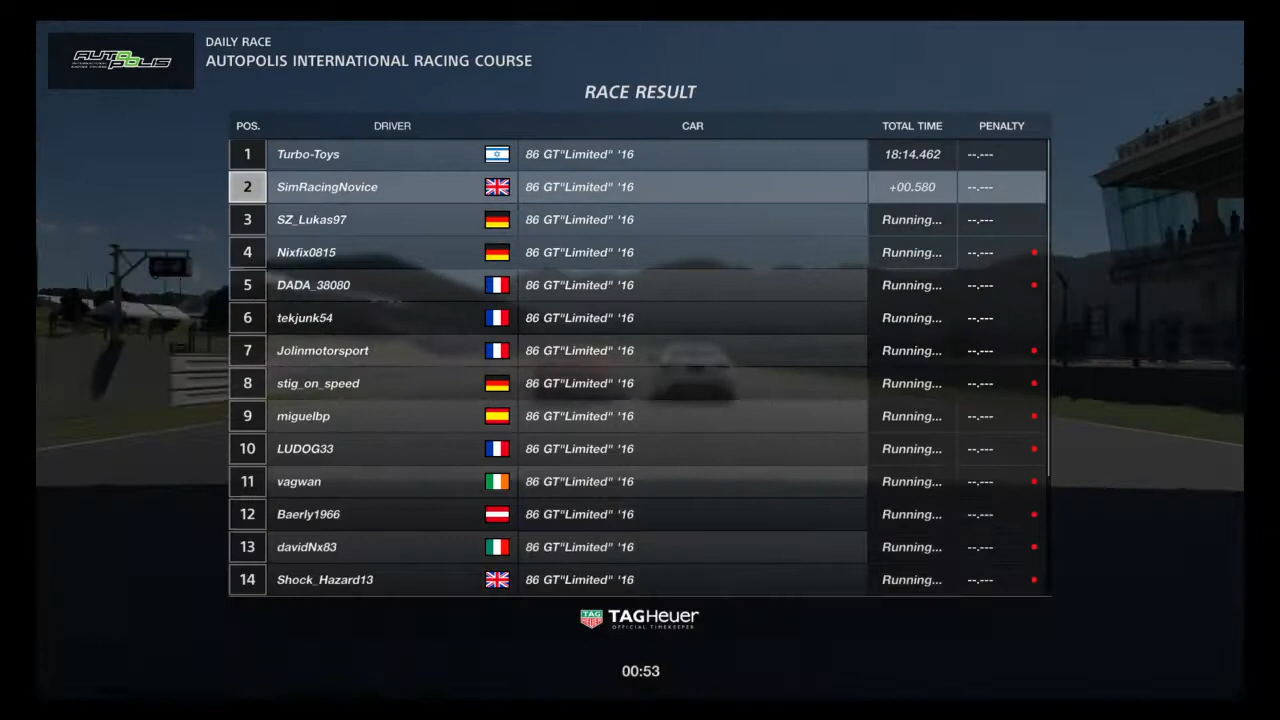 AUTOPOLIS
DAILY RACE
AUTOPOLIS INTERNATIONAL RACING COURSE
RACE RESULT
POS. DRIVER CAR TOTAL TIME PENALTY
1 Turbo-Toys 86 GT"Limited" '16 18:14.462 --.---
2 SimRacingNovice 86 GT"Limited" '16 +00.580 --.---
3 SZ_Lukas97 86 GT"Limited" '16 Running... --.---
4 Nixfix0815 86 GT"Limited" '16 Running... --.---
5 DADA_38080 86 GT"Limited" '16 Running... --.---
6 tekjunk54 86 GT"Limited" '16 Running... --.---
7 Jolinmotorsport 86 GT"Limited" '16 Running... --.---
8 stig_on_speed 86 GT"Limited" '16 Running... --.---
9 miguelbp 86 GT"Limited" '16 Running... --.---
10 LUDOG33 86 GT"Limited" '16 Running... --.---
11 vagwan 86 GT"Limited" '16 Running... --.---
12 Baerly1966 86 GT"Limited" '16 Running... --.---
13 davidNx83 86 GT"Limited" '16 Running... --.---
14 Shock_Hazard13 86 GT"Limited" '16 Running... --.---
TAG HEUER TAGHeuer
OFFICIAL TIMEKEEPER
00:53